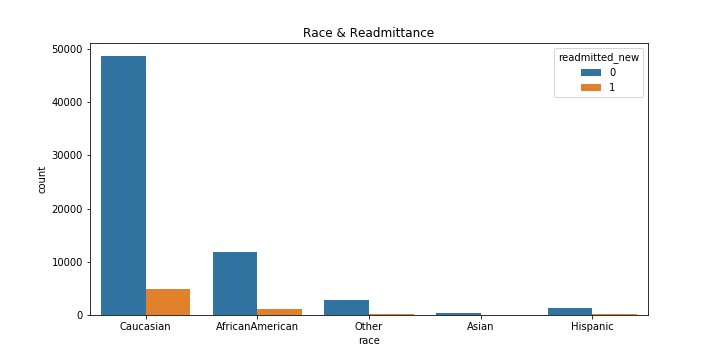 Race & Readmittance
readmitted_new
0
1
50000
40000
30000
20000
10000
0
count
Caucasian AfricanAmerican Other Asian Hispanic
race